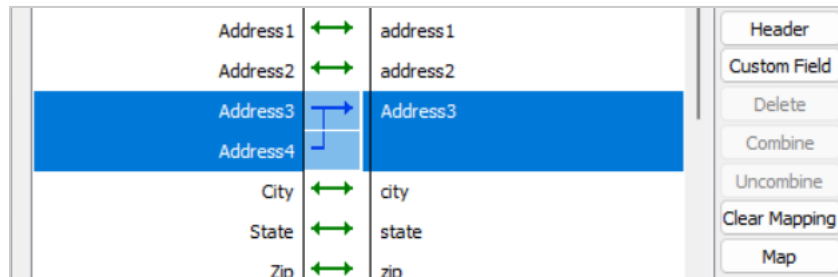 Address1 address1 Header
Address2 address2 Custom Field
Address3 Address3 Delete
Address4 Combine
City city Uncombine
State state Clear Mapping
Zip zip Map